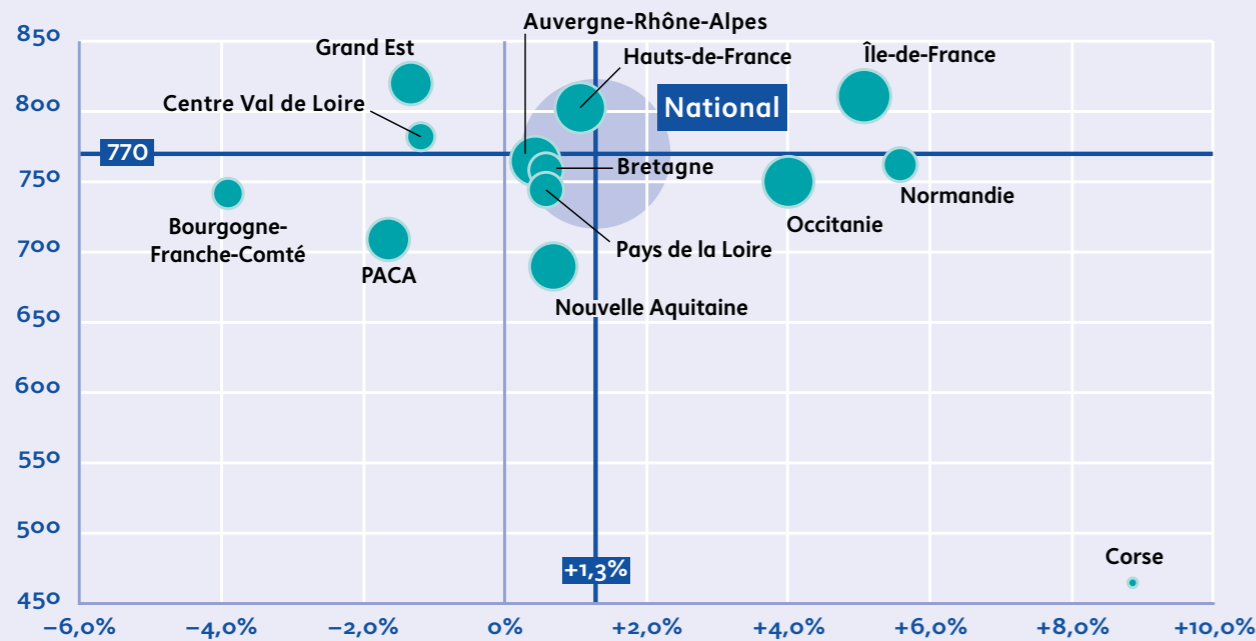 Auvergne-Rhône-Alpes
850
Grand Est
Hauts-de-France
Île-de-France
Centre Val de Loire
800
National
770
Bretagne
750
Normandie
Bourgogne-
Franche-Comté
Occitanie
700
Pays de la Loire
PACA
Nouvelle Aquitaine
650
600
550
500
Corse
+1,3%
450
–6,0%
–4,0%
–2,0%
0%
+2,0%
+4,0%
+6,0%
+8,0%
+10,0%